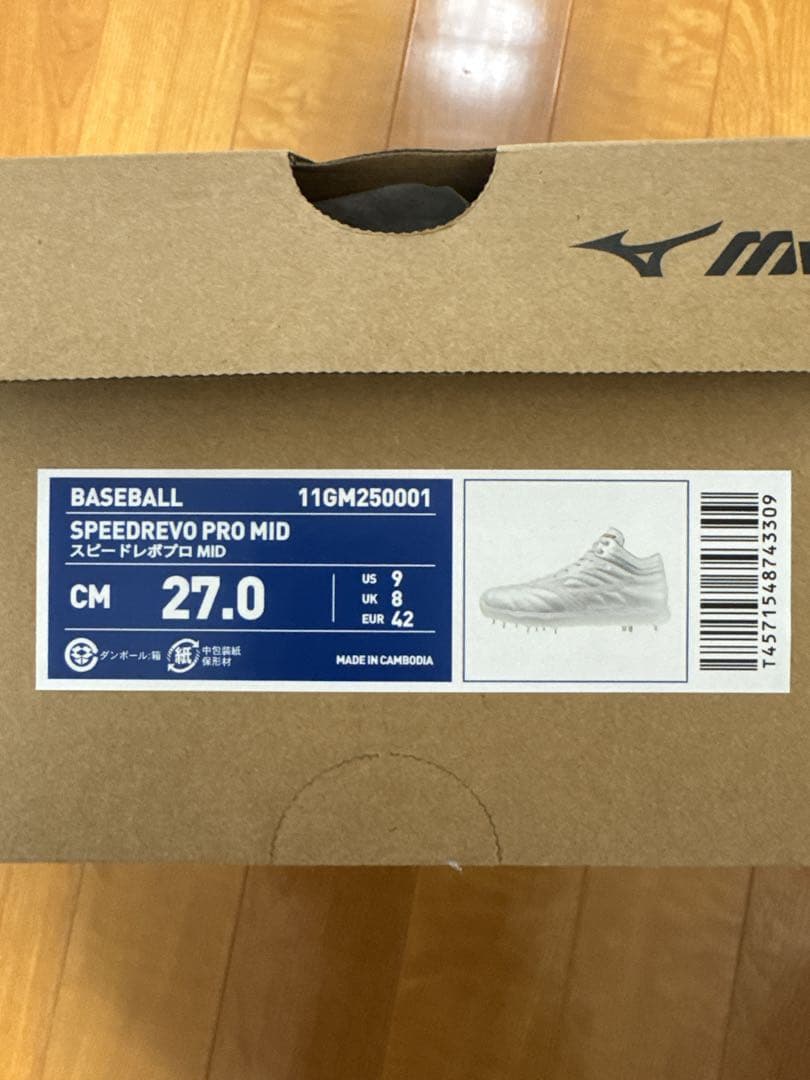 BASEBALL 11GM250001
SPEEDREVO PRO MID
スピードレボプロ MID
CM 27.0
US 9
UK 8
EUR 42
ダンボール:箱
紙 中包装紙
保形材
MADE IN CAMBODIA
T4571548743309